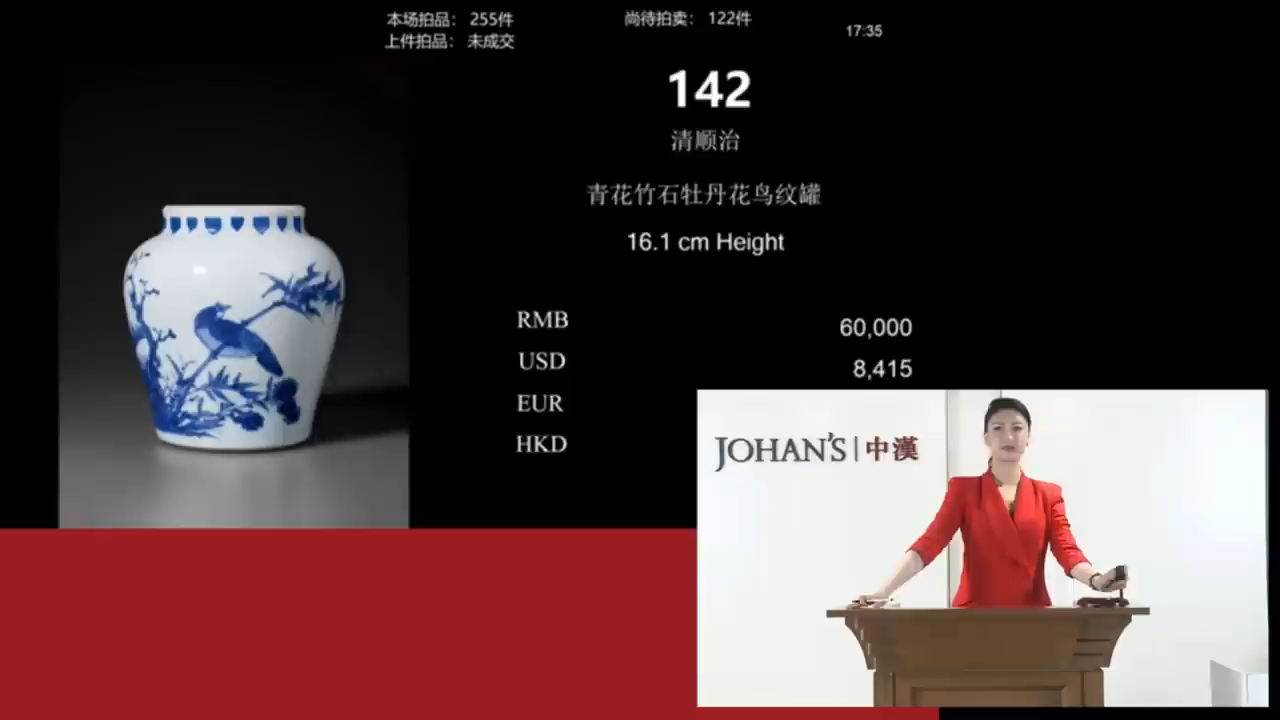 本场拍品： 255件
上件拍品： 未成交
尚待拍卖： 122件
17:35
142
清顺治
青花竹石牡丹花鸟纹罐
16.1 cm Height
RMB 60,000
USD 8,415
EUR
HKD
JOHAN'S | 中漢